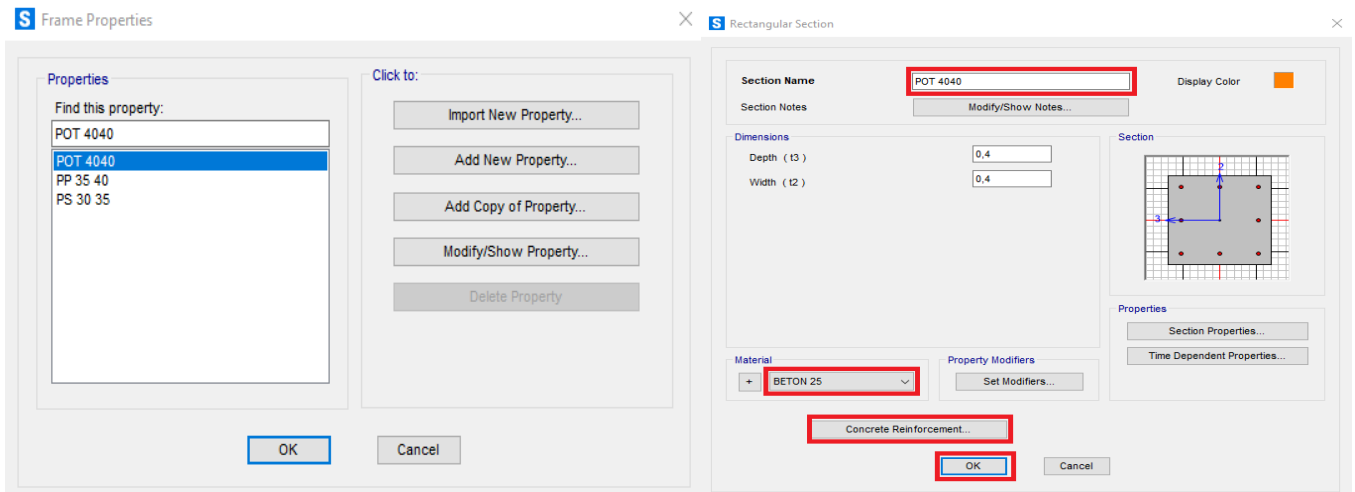 S Frame Properties
Properties
Find this property:
POT 4040
POT 4040
PP 35 40
PS 30 35
Click to:
Import New Property...
Add New Property...
Add Copy of Property...
Modify/Show Property...
Delete Property
OK
Cancel
S Rectangular Section
Section Name
POT 4040
Display Color
Section Notes
Modify/Show Notes...
Dimensions
Depth ( t3 )
0,4
Width ( t2 )
0,4
Section
2
3
Properties
Section Properties...
Time Dependent Properties...
Material
+
BETON 25
Property Modifiers
Set Modifiers...
Concrete Reinforcement...
OK
Cancel